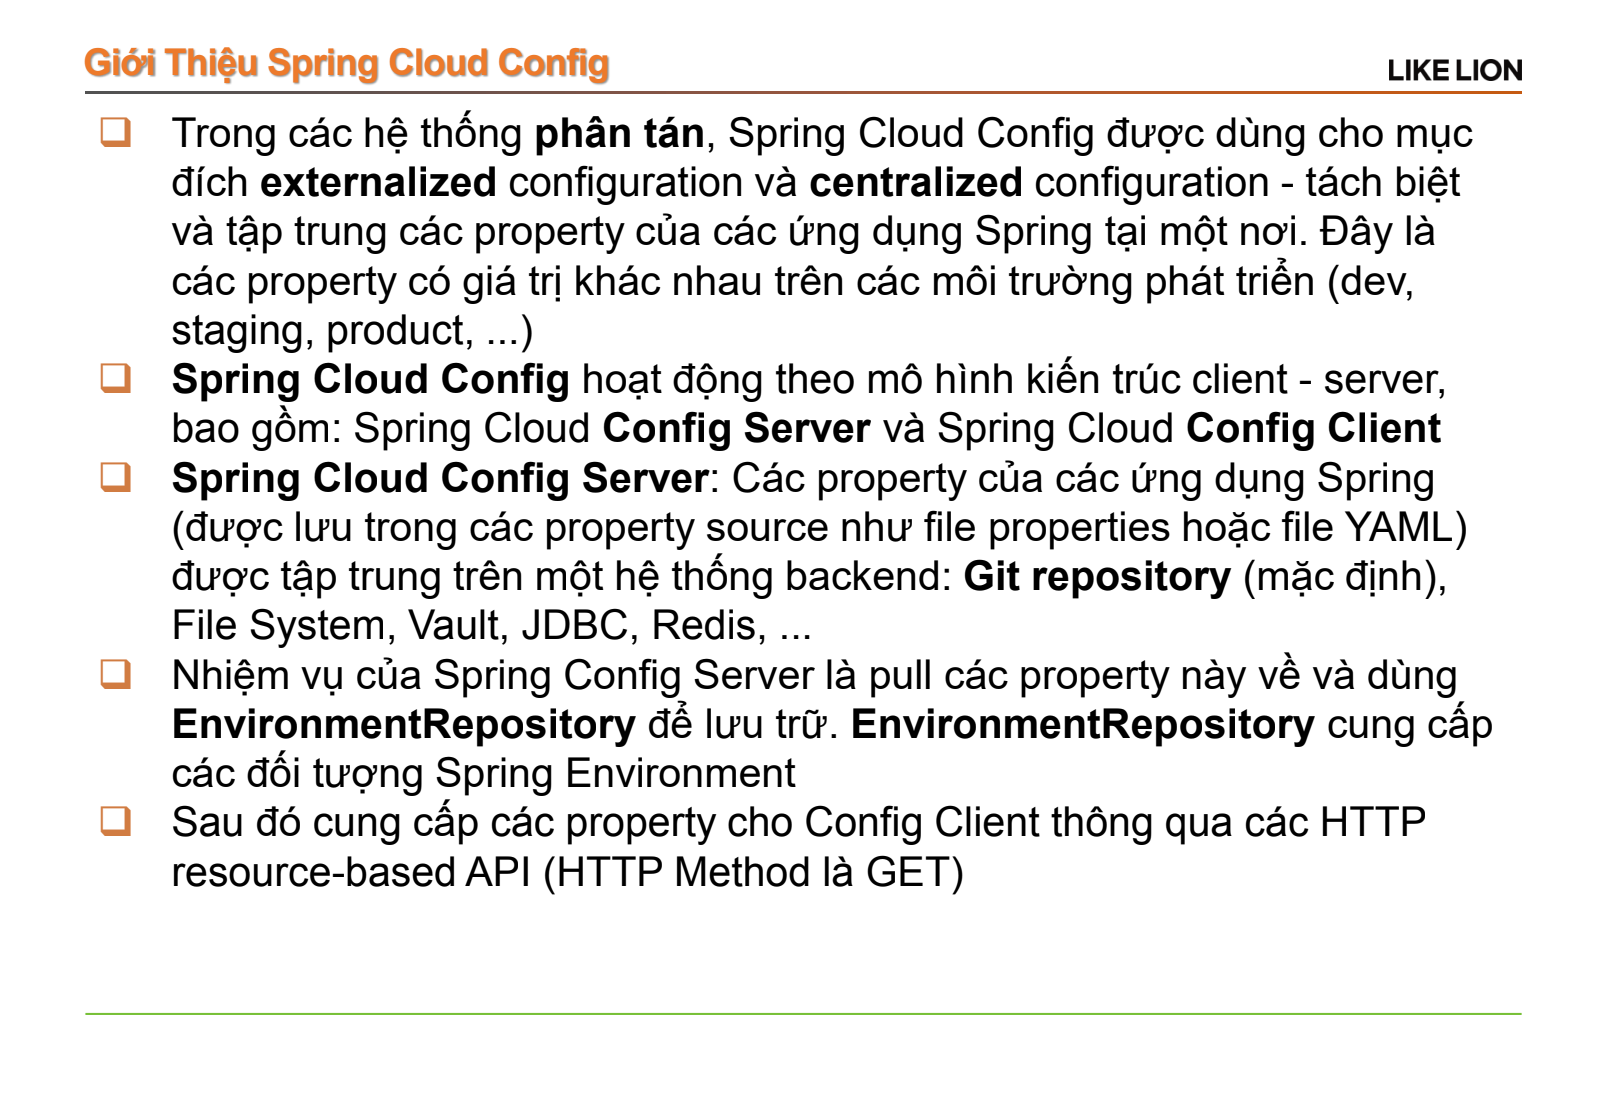 Giới Thiệu Spring Cloud Config
LIKE LION
Trong các hệ thống phân tán, Spring Cloud Config được dùng cho mục
đích externalized configuration và centralized configuration - tách biệt
và tập trung các property của các ứng dụng Spring tại một nơi. Đây là
các property có giá trị khác nhau trên các môi trường phát triển (dev,
staging, product, ...)
Spring Cloud Config hoạt động theo mô hình kiến trúc client - server,
bao gồm: Spring Cloud Config Server và Spring Cloud Config Client
Spring Cloud Config Server: Các property của các ứng dụng Spring
(được lưu trong các property source như file properties hoặc file YAML)
được tập trung trên một hệ thống backend: Git repository (mặc định),
File System, Vault, JDBC, Redis, ...
Nhiệm vụ của Spring Config Server là pull các property này về và dùng
EnvironmentRepository để lưu trữ. EnvironmentRepository cung cấp
các đối tượng Spring Environment
Sau đó cung cấp các property cho Config Client thông qua các HTTP
resource-based API (HTTP Method là GET)